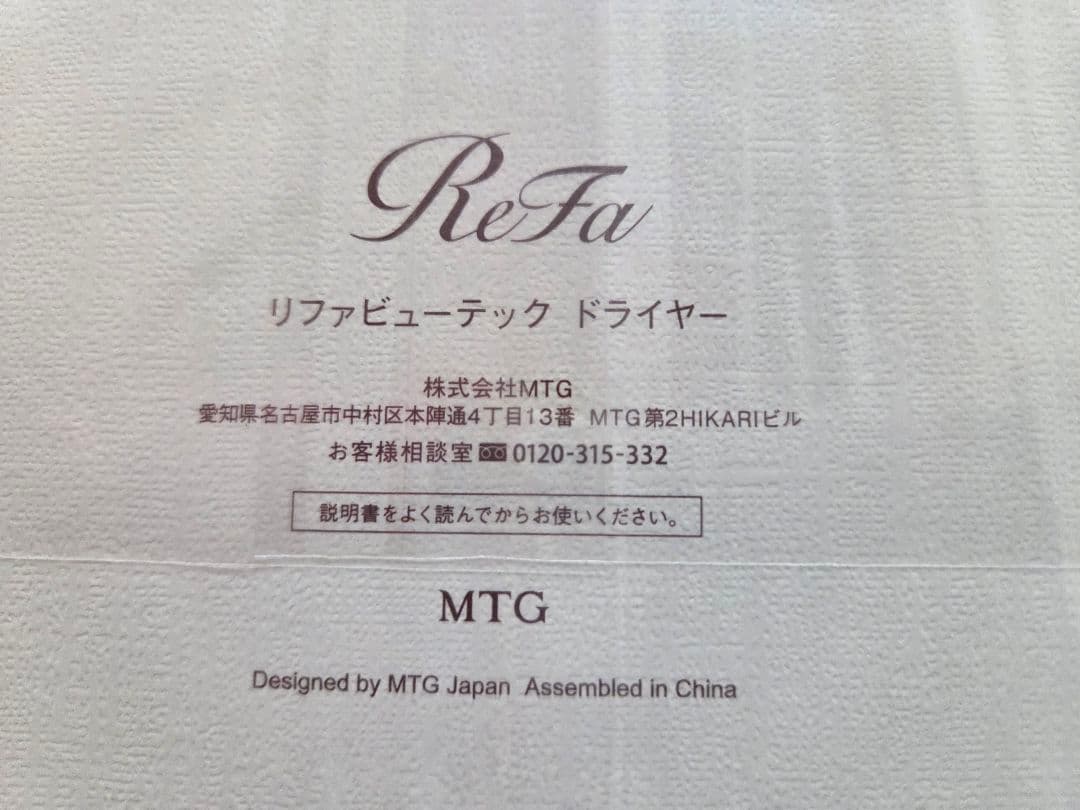 ReFa
リファビューテック ドライヤー
株式会社MTG
愛知県名古屋市中村区本陣通4丁目13番 MTG第2HIKARIビル
お客様相談室 0120-315-332
説明書をよく読んでからお使いください。
MTG
Designed by MTG Japan Assembled in China